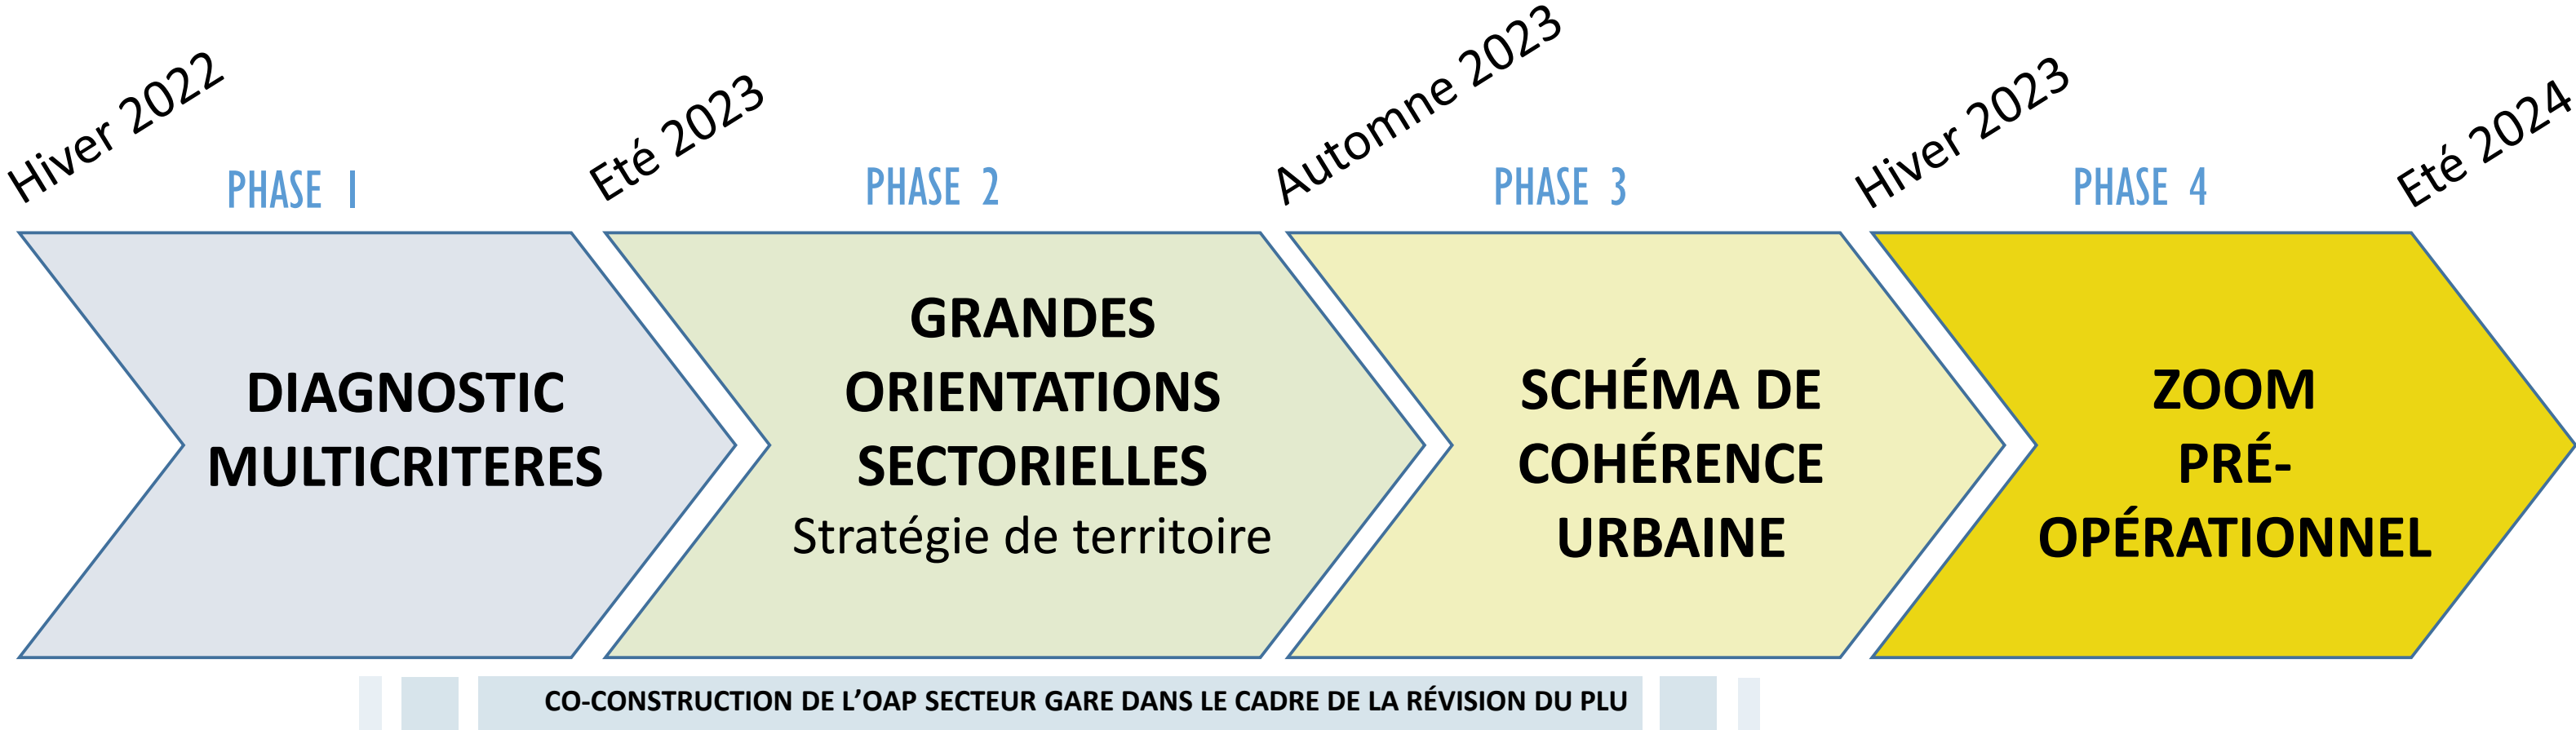 Hiver 2022
Eté 2023
Automne 2023
Hiver 2023
Eté 2024
PHASE 1
PHASE 2
PHASE 3
PHASE 4
DIAGNOSTIC
MULTICRITERES
GRANDES
ORIENTATIONS
SECTORIELLES
Stratégie de territoire
SCHÉMA DE
COHÉRENCE
URBAINE
ZOOM
PRÉ-
OPÉRATIONNEL
CO-CONSTRUCTION DE L’OAP SECTEUR GARE DANS LE CADRE DE LA RÉVISION DU PLU